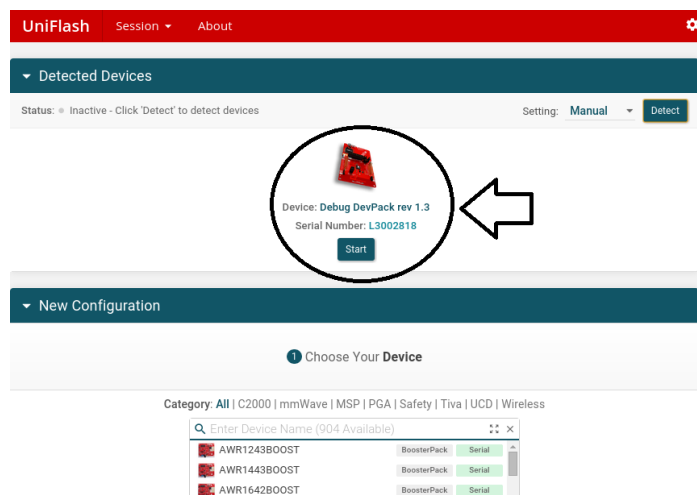 UniFlash Session About
Detected Devices
Status: Inactive - Click 'Detect' to detect devices Setting: Manual Detect
Device: Debug DevPack rev 1.3
Serial Number: L3002818
Start
New Configuration
1 Choose Your Device
Category: All | C2000 | mmWave | MSP | PGA | Safety | Tiva | UCD | Wireless
Enter Device Name (904 Available)
AWR1243BOOST BoosterPack Serial
AWR1443BOOST BoosterPack Serial
AWR1642BOOST BoosterPack Serial